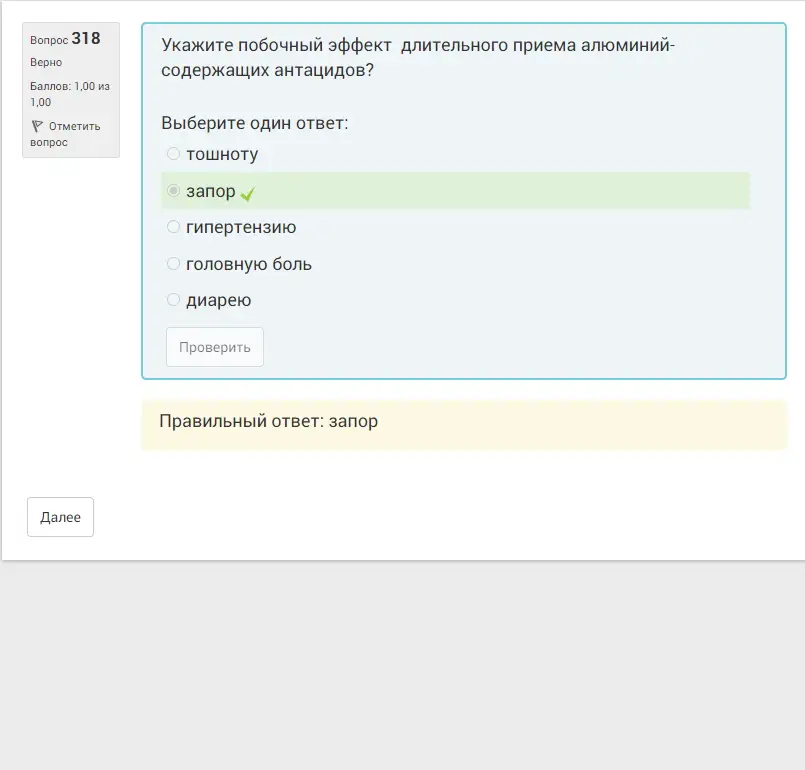 Вопрос 318
Верно
Баллов: 1,00 из
1,00
Отметить
вопрос
Укажите побочный эффект длительного приема алюминий-
содержащих антацидов?
Выберите один ответ:
тошноту
запор
гипертензию
головную боль
диарею
Проверить
Правильный ответ: запор
Далее